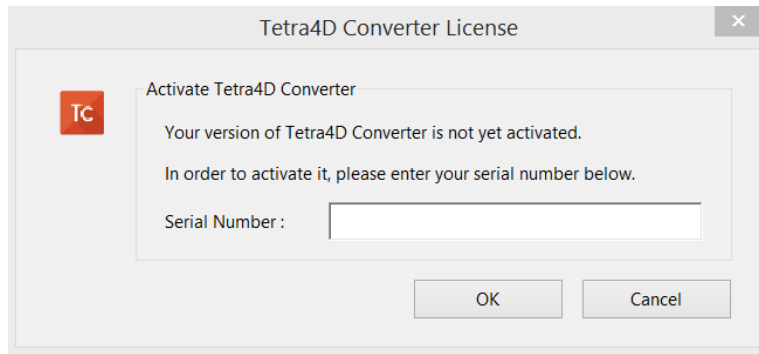 Tetra4D Converter License
Activate Tetra4D Converter
TC
Your version of Tetra4D Converter is not yet activated.
In order to activate it, please enter your serial number below.
Serial Number :
OK
Cancel